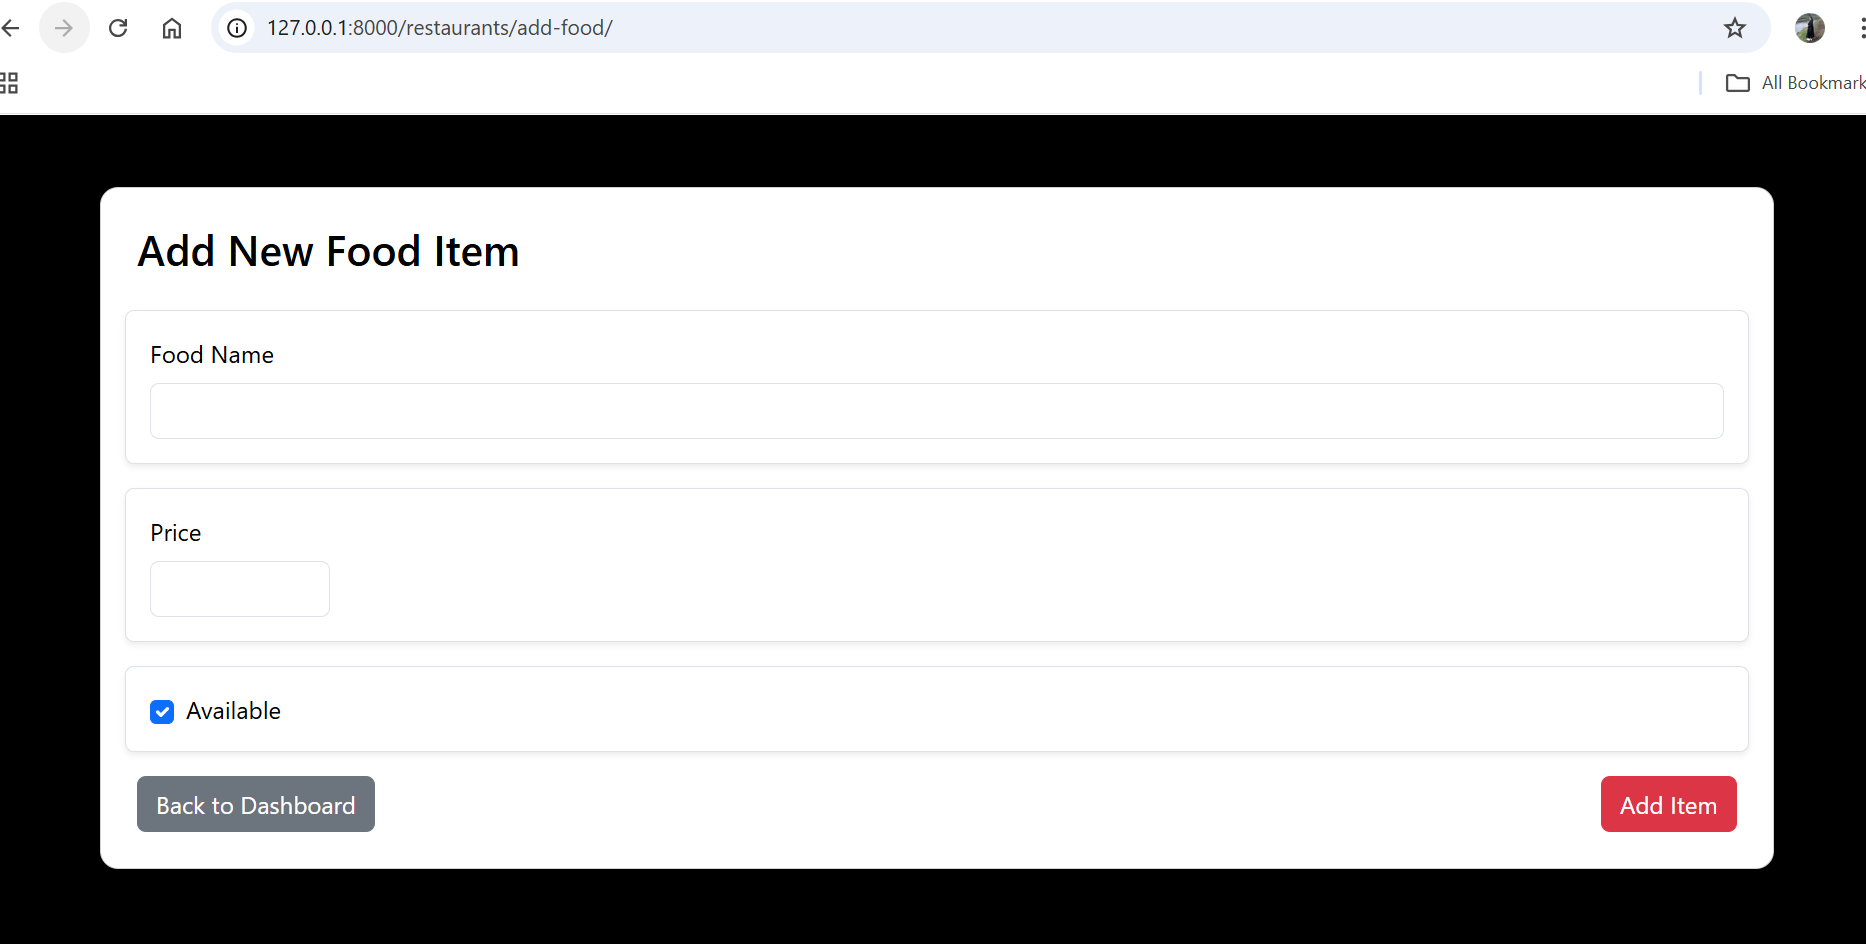 127.0.0.1:8000/restaurants/add-food/
All Bookmark
Add New Food Item
Food Name
Price
Available
Back to Dashboard
Add Item